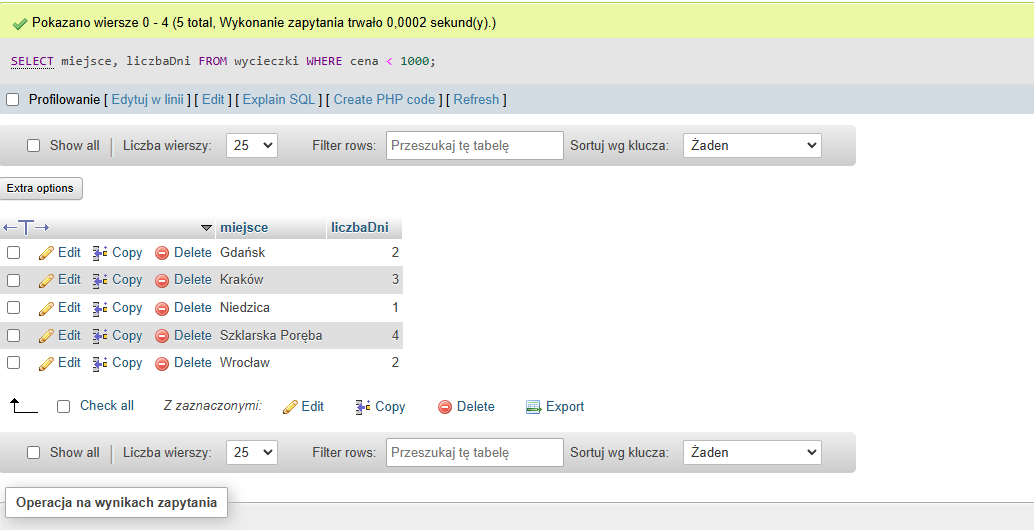 Pokazano wiersze 0 - 4 (5 total, Wykonanie zapytania trwało 0,0002 sekund(y).)
SELECT miejsce, liczbaDni FROM wycieczki WHERE cena < 1000;
Profilowanie [ Edytuj w linii ] [ Edit ] [ Explain SQL ] [ Create PHP code ] [ Refresh ]
Show all | Liczba wierszy: 25 Filter rows: Przeszukaj tę tabelę Sortuj wg klucza: Żaden
Extra options
←T→ miejsce liczbaDni
Edit Copy Delete Gdańsk 2
Edit Copy Delete Kraków 3
Edit Copy Delete Niedzica 1
Edit Copy Delete Szklarska Poręba 4
Edit Copy Delete Wrocław 2
Check all Z zaznaczonymi: Edit Copy Delete Export
Show all | Liczba wierszy: 25 Filter rows: Przeszukaj tę tabelę Sortuj wg klucza: Żaden
Operacja na wynikach zapytania